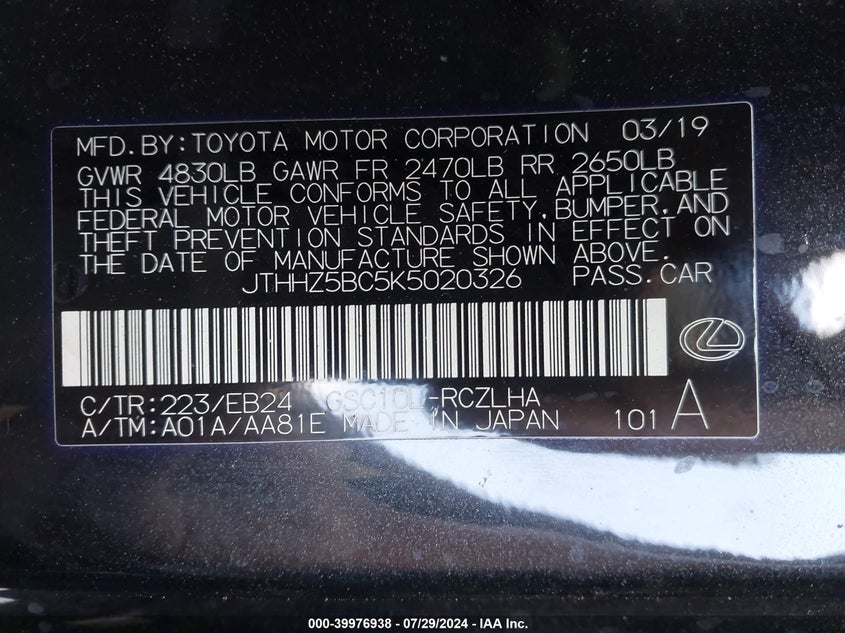 MFD.BY:TOYOTA MOTOR CORPORATION 03/19
GVWR 4830LB GAWR FR 2470LB RR 2650LB
THIS VEHICLE CONFORMS TO ALL APPLICABLE
FEDERAL MOTOR VEHICLE SAFETY,BUMPER,AND
THEFT PREVENTION STANDARDS IN EFFECT ON
THE DATE OF MANUFACTURE SHOWN ABOVE.
JTHHZ5BC5K5020326 PASS.CAR
C/TR:223/EB24 GSC10L-RCZLHA
A/TM:A01A/AA81E MADE IN JAPAN 101 A
000-39976938 - 07/29/2024 - IAA Inc.